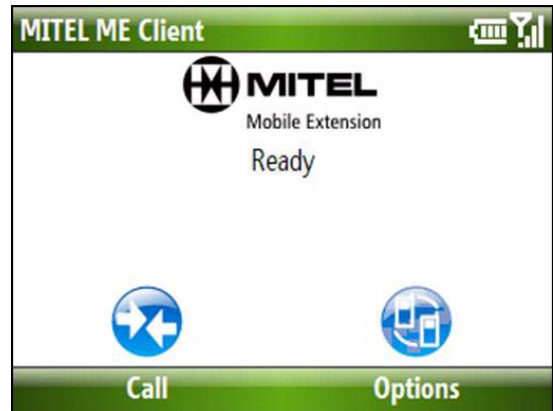 MITEL ME Client
MITEL
Mobile Extension
Ready
Call Options